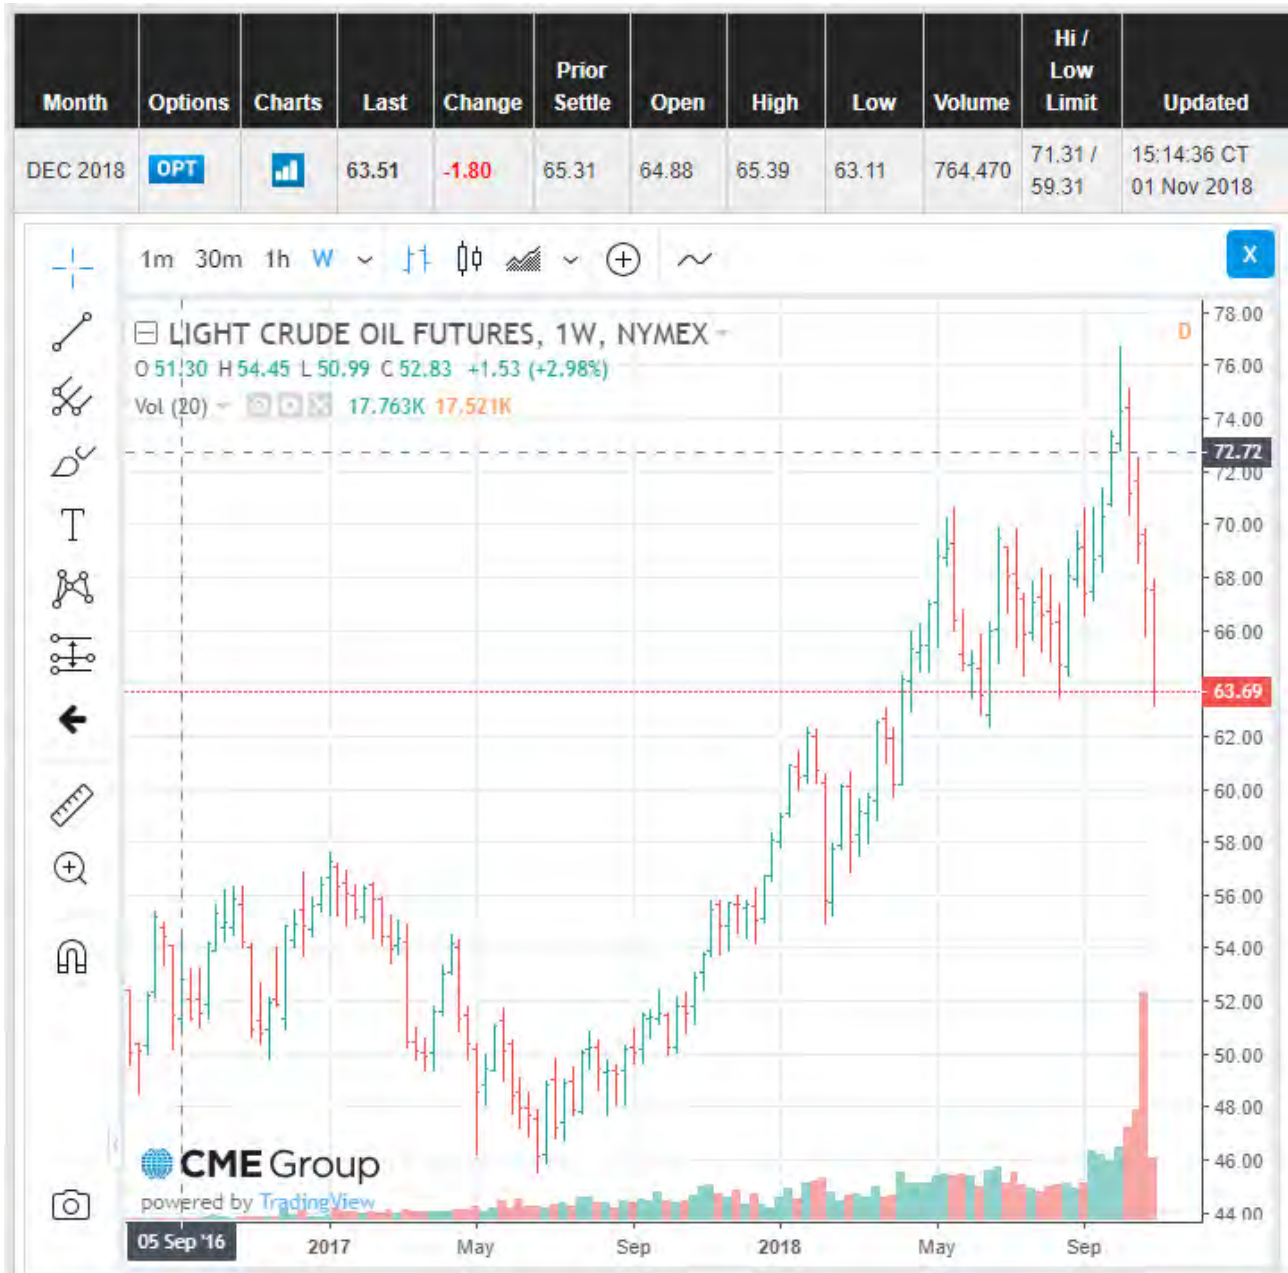 Month Options Charts Last Change Prior Settle Open High Low Volume Hi / Low Limit Updated
DEC 2018 OPT 63.51 -1.80 65.31 64.88 65.39 63.11 764,470 71.31 / 59.31 15:14:36 CT 01 Nov 2018
1m 30m 1h W X
LIGHT CRUDE OIL FUTURES, 1W, NYMEX
D
O 51.30 H 54.45 L 50.99 C 52.83 +1.53 (+2.98%)
Vol (20) 17.763K 17.521K
78.00
76.00
74.00
72.72
72.00
70.00
68.00
66.00
63.69
62.00
60.00
58.00
56.00
54.00
52.00
50.00
48.00
46.00
44.00
T
CME Group
powered by TradingView
05 Sep '16 2017 May Sep 2018 May Sep